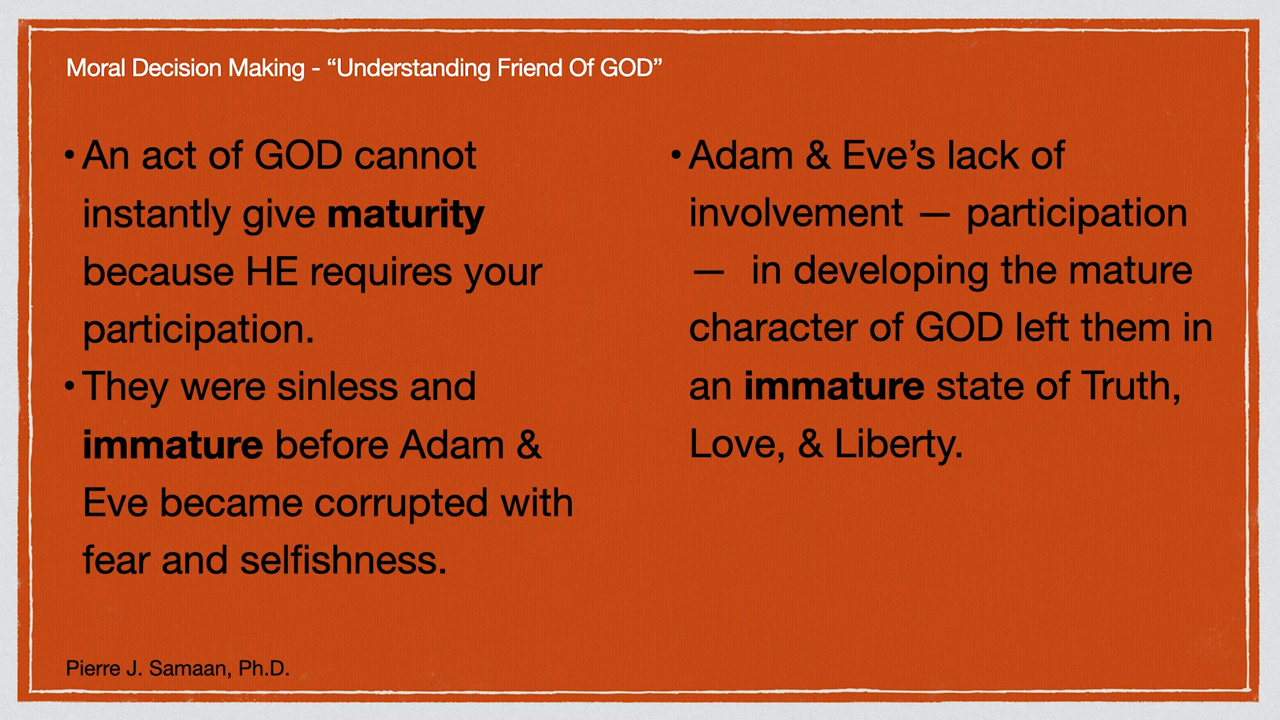 Moral Decision Making - “Understanding Friend Of GOD”
• An act of GOD cannot
instantly give maturity
because HE requires your
participation.
• They were sinless and
immature before Adam &
Eve became corrupted with
fear and selfishness.
• Adam & Eve’s lack of
involvement — participation
— in developing the mature
character of GOD left them in
an immature state of Truth,
Love, & Liberty.
Pierre J. Samaan, Ph.D.